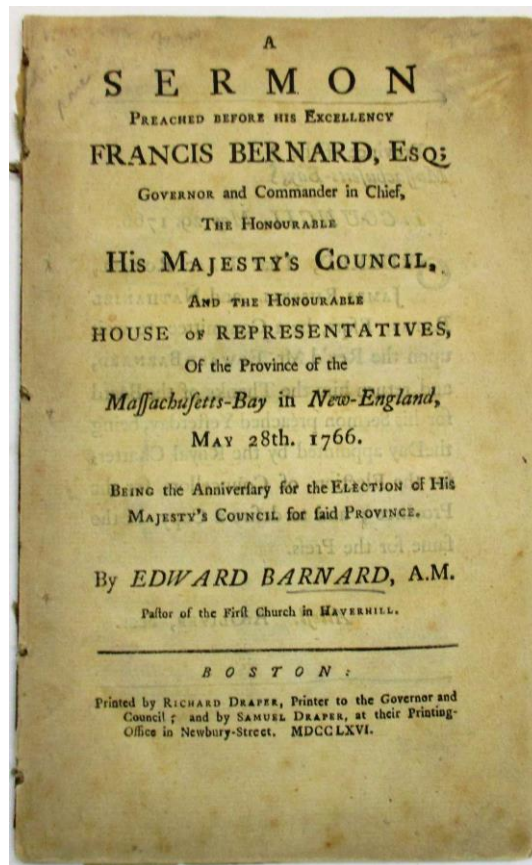 A
SERMON
PREACHED BEFORE HIS EXCELLENCY
FRANCIS BERNARD, ESQ;
GOVERNOR and Commander in Chief,
THE HONOURABLE
HIS MAJESTY'S COUNCIL,
AND THE HONOURABLE
HOUSE OF REPRESENTATIVES,
Of the Province of the
Maſſachuſetts-Bay in New-England,
MAY 28th. 1766.
BEING the Anniverſary for the ELECTION of His
MAJESTY'S COUNCIL for ſaid PROVINCE.
By EDWARD BARNARD, A.M.
Paſtor of the Firſt Church in HAVERHILL.
BOSTON:
Printed by RICHARD DRAPER, Printer to the Governor and
Council; and by SAMUEL DRAPER, at their Printing-
Office in Newbury-Street. MDCCLXVI.